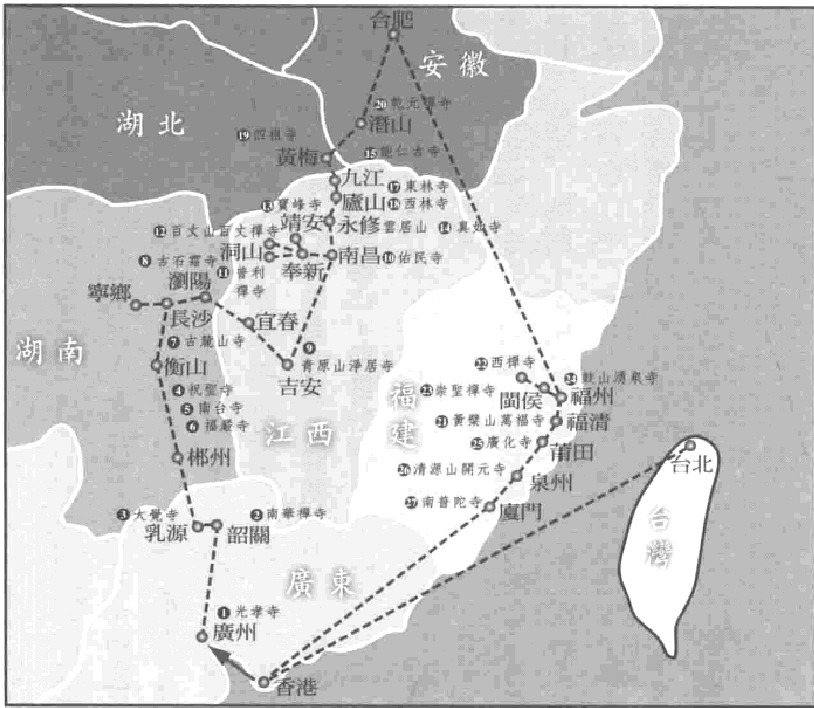 合肥
安徽
⑳乾元禪寺
潛山
湖北
⑲四祖寺
黃梅
⑮能仁古寺
九江
⑰東林寺
⑬寶峰寺
廬山
⑱西林寺
⑫百丈山百丈禪寺
靖安
永修
雲居山
⑭真如寺
洞山
⑧古石霜寺
奉新
南昌
⑩佑民寺
瀏陽
⑪普利
禪寺
寧鄉
長沙
宜春
⑦古麓山寺
湖南
⑨
青原山淨居寺
衡山
吉安
㉒西禪寺
㉔鼓山湧泉寺
④祝聖寺
㉓崇聖禪寺
閩侯
福州
⑤南台寺
福建
㉑黃檗山萬福寺
福清
⑥福嚴寺
江西
㉕廣化寺
莆田
郴州
台北
㉖清源山開元寺
泉州
③大覺寺
②南華禪寺
㉗南普陀寺
廈門
乳源
韶關
台灣
廣東
①光孝寺
廣州
香港